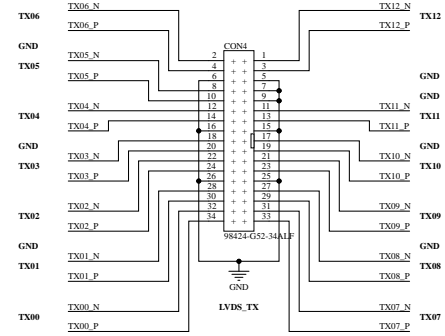 TX06_N TX12_N
TX06 TX12
TX06_P TX12_P
GND CON4
TX05_N 2 1 GND
TX05 4 3
TX05_P 6 5
8 7 GND
10 9
TX04_N 12 11 TX11_N
TX04 14 13 TX11
TX04_P 16 15 TX11_P
GND 18 17 GND
TX03_N 20 19 TX10_N
TX03 22 21 TX10
TX03_P 24 23 TX10_P
26 25
28 27
TX02_N 30 29 TX09_N
TX02 32 31 TX09
TX02_P 34 33 TX09_P
98424-G52-34ALF
GND GND
TX01_N TX08_N
TX01 TX08
TX01_P TX08_P
GND
TX00_N LVDS_TX TX07_N
TX00 TX07
TX00_P TX07_P